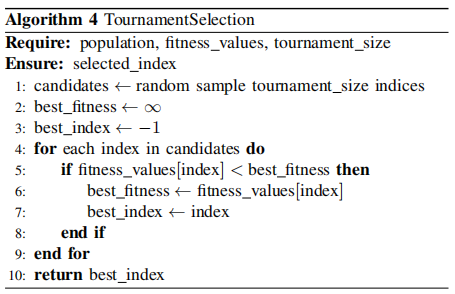 Algorithm 4 TournamentSelection
Require: population, fitness_values, tournament_size
Ensure: selected_index
1: candidates ← random sample tournament_size indices
2: best_fitness ← ∞
3: best_index ← −1
4: for each index in candidates do
5: if fitness_values[index] < best_fitness then
6: best_fitness ← fitness_values[index]
7: best_index ← index
8: end if
9: end for
10: return best_index